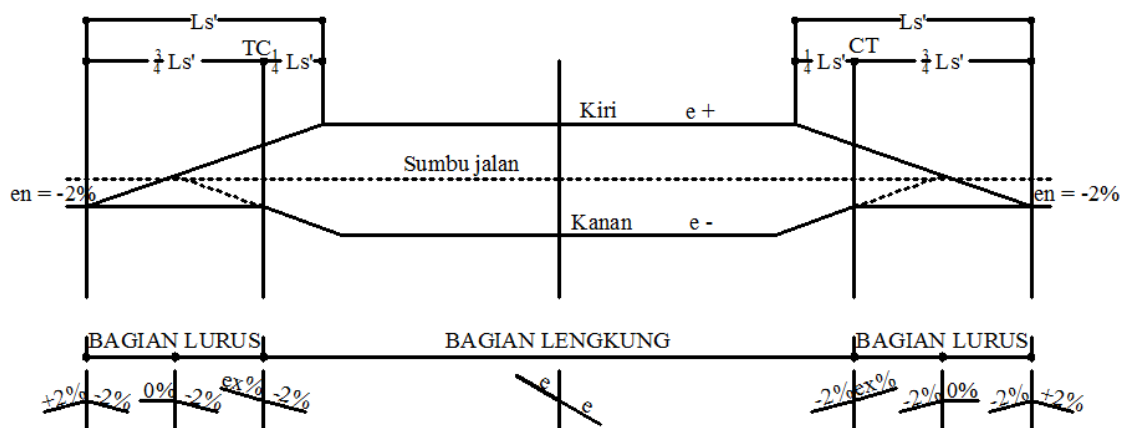 Ls' Ls'
3/4 Ls' TC 1/4 Ls' 1/4 Ls' CT 3/4 Ls'
Kiri e +
Sumbu jalan
en = -2% en = -2%
Kanan e -
BAGIAN LURUS BAGIAN LENGKUNG BAGIAN LURUS
+2% -2% 0% -2% ex% -2% e e -2% ex% -2% 0% -2% +2%